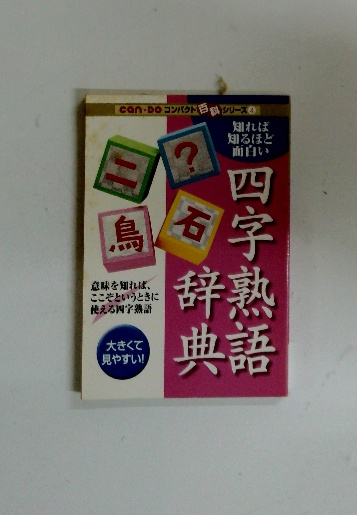 can・DO コンパクト百科シリーズ④
知れば
知るほど
面白い
四字熟語
辞典
?
二
石
鳥
意味を知れば、
ここぞというときに
使える四字熟語
大きくて
見やすい!